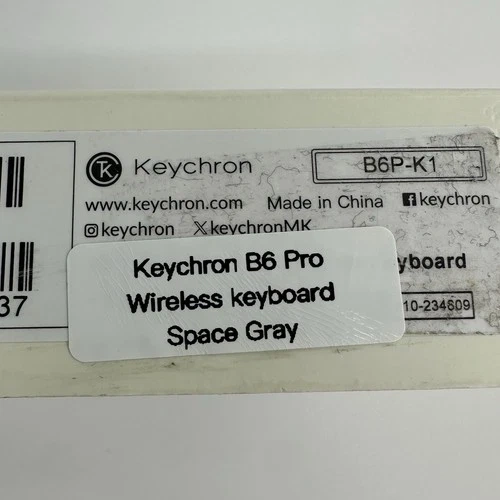 Keychron
B6P-K1
www.keychron.com Made in China keychron
keychron keychronMK
Keychron B6 Pro
Wireless keyboard
Space Gray
yboard
10-234609
37